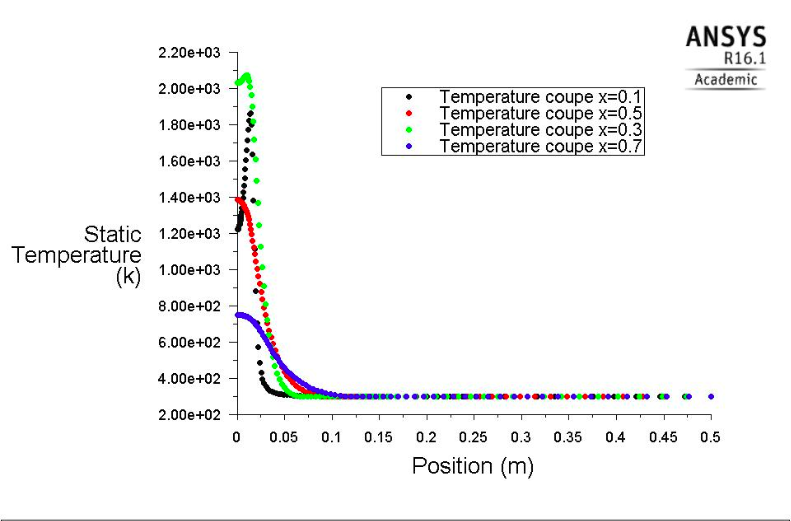 ANSYS
R16.1
Academic
Temperature coupe x=0.1
Temperature coupe x=0.5
Temperature coupe x=0.3
Temperature coupe x=0.7
Static
Temperature
(k)
2.20e+03
2.00e+03
1.80e+03
1.60e+03
1.40e+03
1.20e+03
1.00e+03
8.00e+02
6.00e+02
4.00e+02
2.00e+02
0 0.05 0.1 0.15 0.2 0.25 0.3 0.35 0.4 0.45 0.5
Position (m)